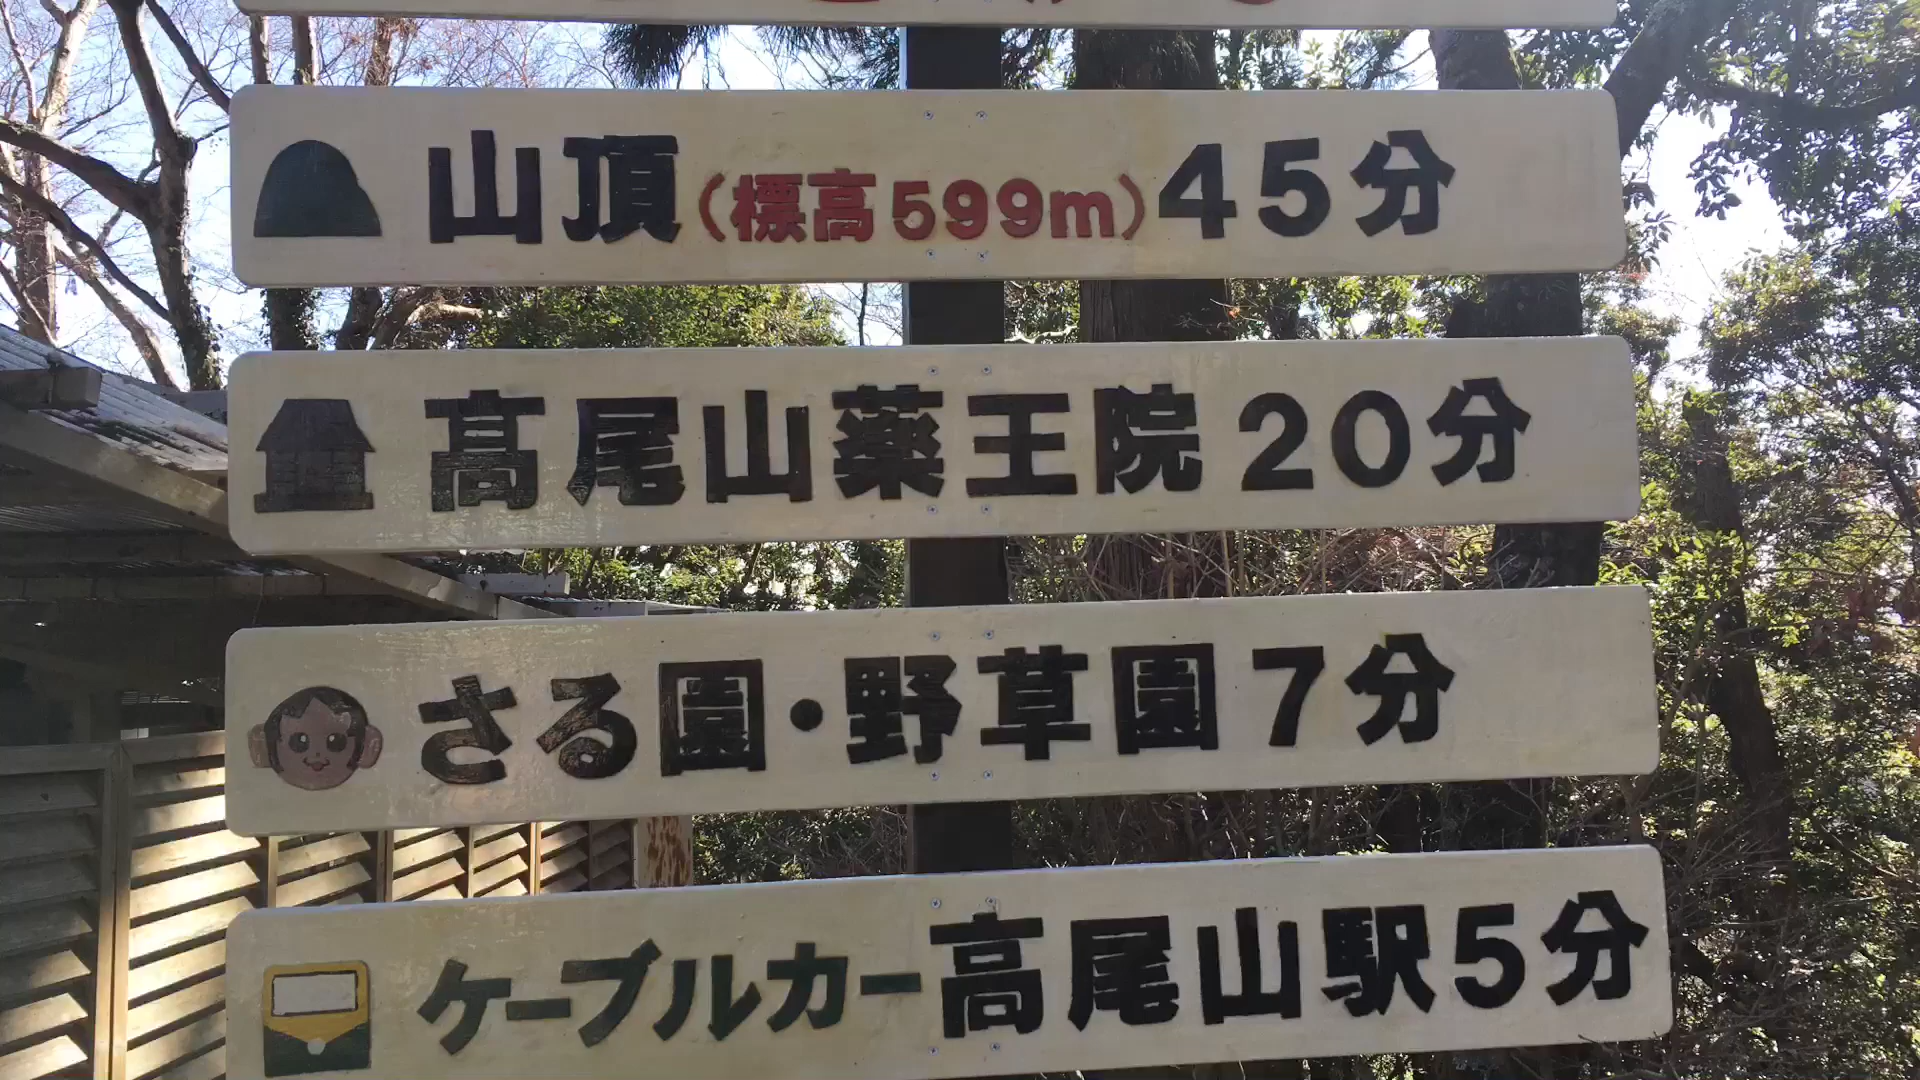 山頂(標高599m)45分
髙尾山薬王院20分
さる園・野草園7分
ケーブルカー高尾山駅5分